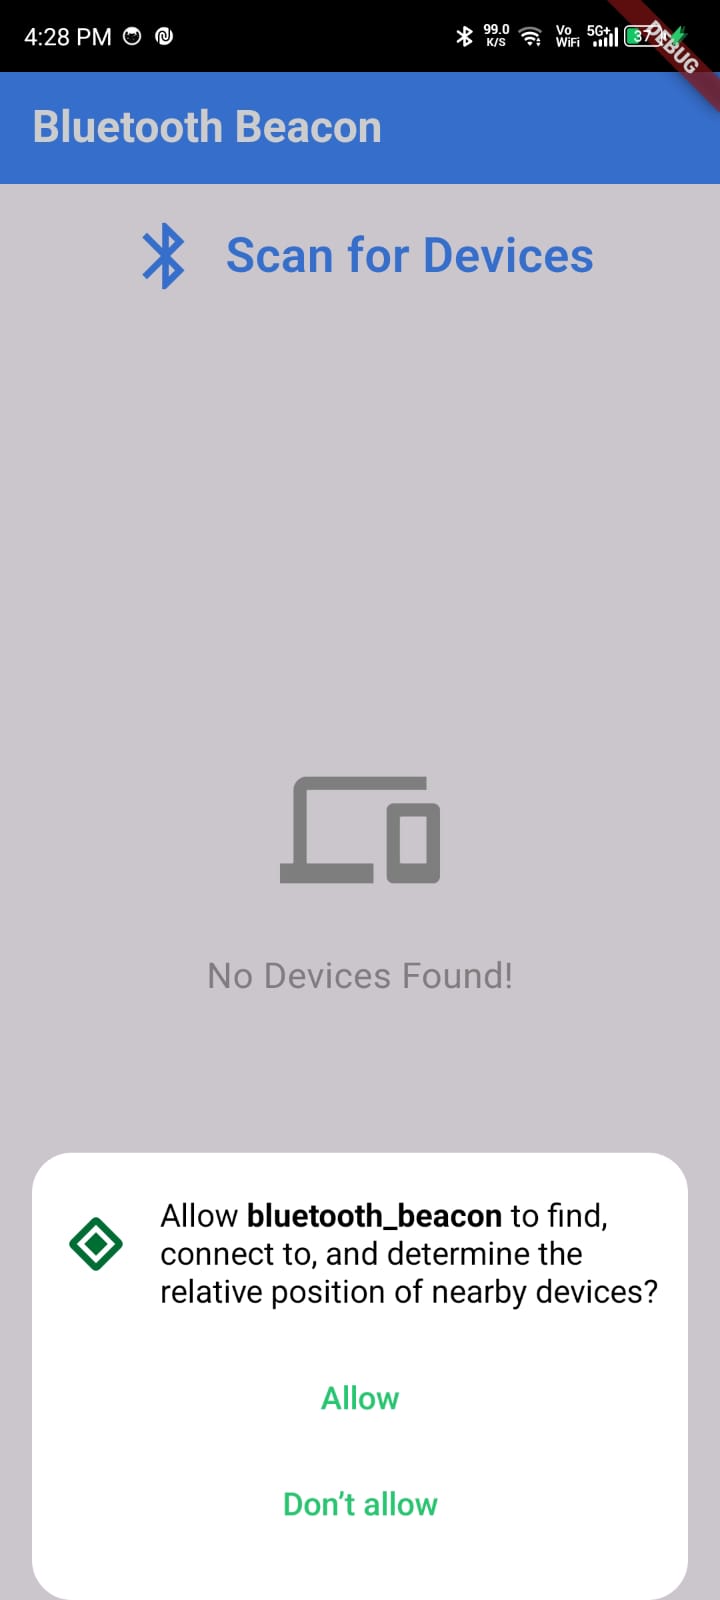 4:28 PM 99.0 K/S Vo WiFi 5G+ 37
DEBUG
Bluetooth Beacon
Scan for Devices
No Devices Found!
Allow bluetooth_beacon to find,
connect to, and determine the
relative position of nearby devices?
Allow
Don’t allow